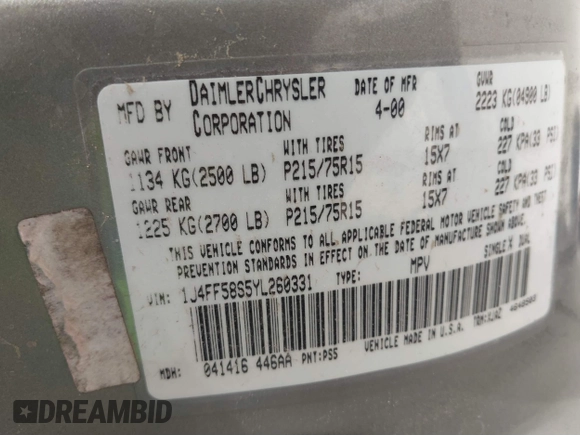 MFD BY DAIMLERCHRYSLER CORPORATION DATE OF MFR 4-00 GVWR 2223 KG(04900 LB)
GAWR FRONT WITH TIRES RIMS AT COLD
1134 KG(2500 LB) P215/75R15 15X7 227 KPA(33 PSI)
GAWR REAR WITH TIRES RIMS AT COLD
1225 KG(2700 LB) P215/75R15 15X7 227 KPA(33 PSI)
THIS VEHICLE CONFORMS TO ALL APPLICABLE FEDERAL MOTOR VEHICLE SAFETY AND THEFT
PREVENTION STANDARDS IN EFFECT ON THE DATE OF MANUFACTURE SHOWN ABOVE.
VIN: 1J4FF58S5YL260331 TYPE: MPV SINGLE X DUAL
MDH: 041416 446AA PNT:PS5 VEHICLE MADE IN U.S.A. TRM:XJAZ
DREAMBID